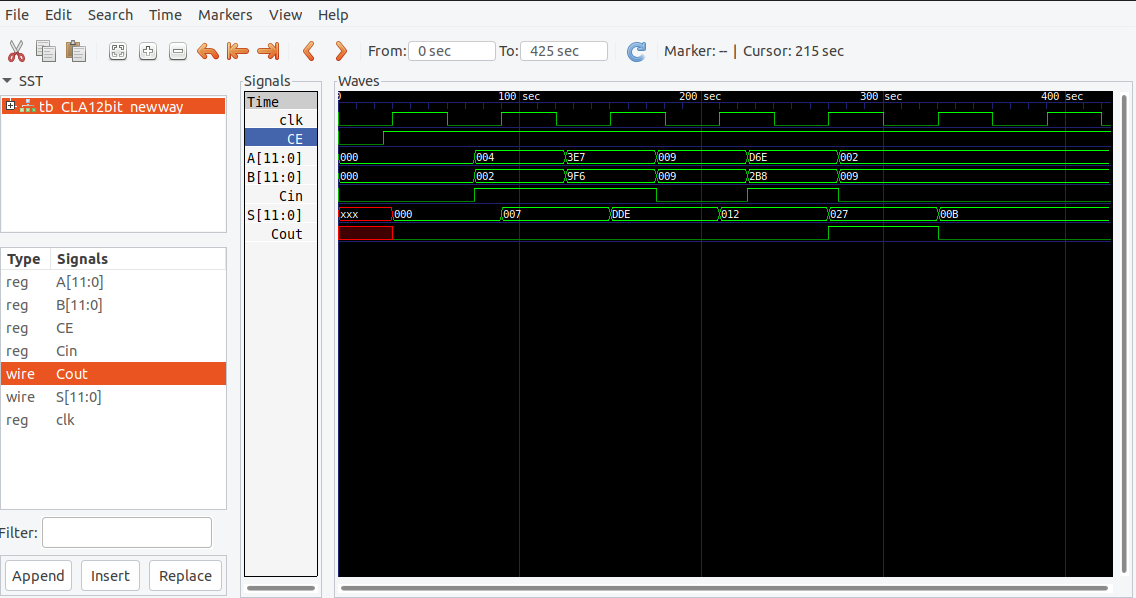 File Edit Search Time Markers View Help
From: 0 sec To: 425 sec Marker: -- | Cursor: 215 sec
SST
tb_CLA12bit_newway
Type Signals
reg A[11:0]
reg B[11:0]
reg CE
reg Cin
wire Cout
wire S[11:0]
reg clk
Filter:
Append Insert Replace
Signals
Time
clk
CE
A[11:0]
B[11:0]
Cin
S[11:0]
Cout
Waves
0 100 sec 200 sec 300 sec 400 sec
000 004 3E7 009 D6E 002
000 002 9F6 009 2B8 009
xxx 000 007 DDE 012 027 00B